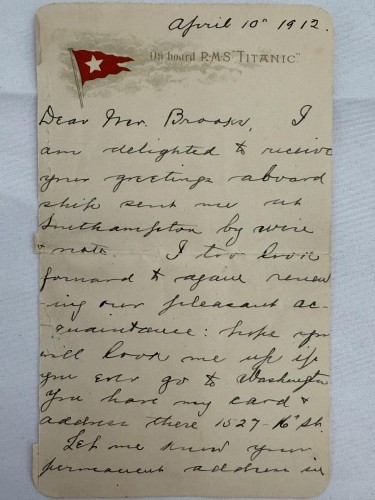 April 10" 1912.
On board R.M.S "TITANIC".
Dear Mr. Brooks, I
am delighted to receive
your greetings aboard
ship sent me at
Southampton by wire
& note. I too look
forward to again renew
ing our pleasant ac-
quaintance: hope you
will look me up if
you ever go to Washington
You have my card &
address there 1527-16" St.
Let me know your
permanent address in